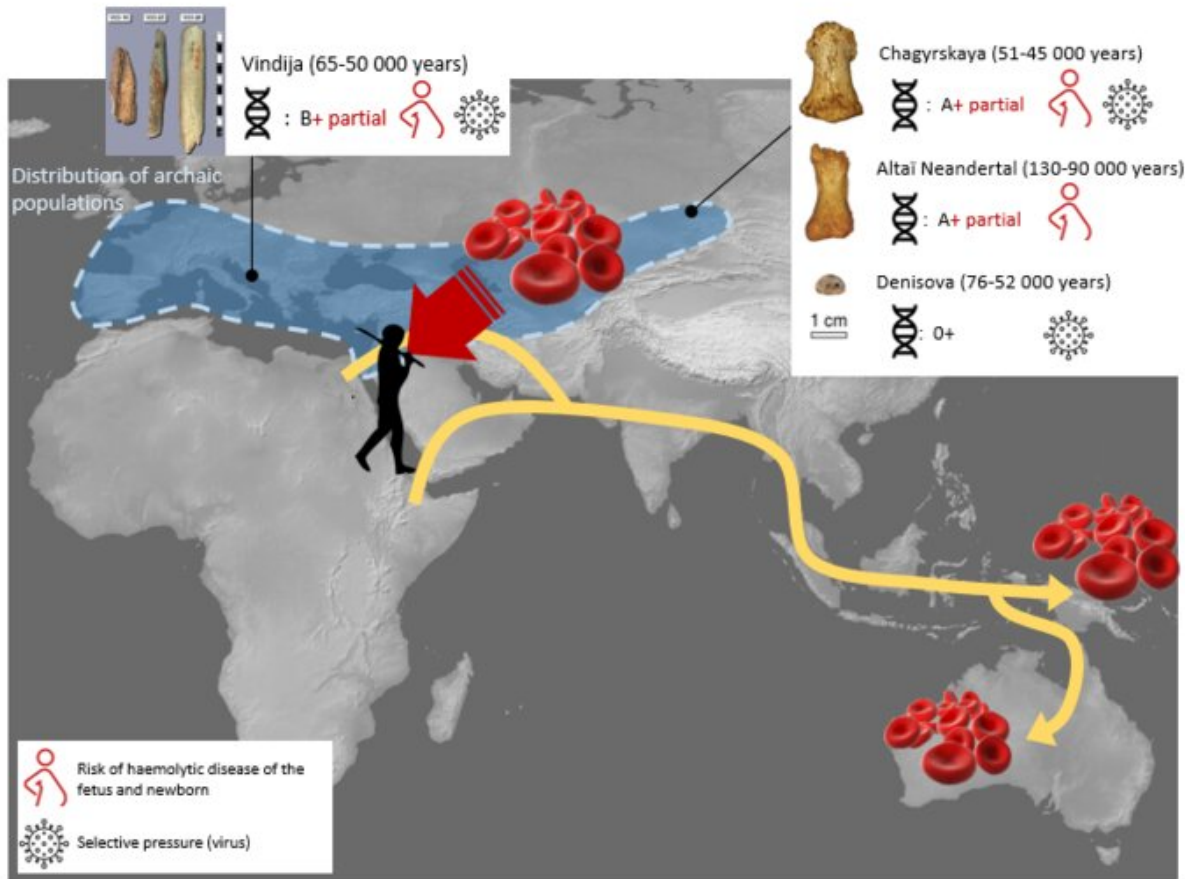 Vindija (65-50 000 years)
: B+ partial
Distribution of archaic
populations
Chagyrskaya (51-45 000 years)
: A+ partial
Altaï Neandertal (130-90 000 years)
: A+ partial
Denisova (76-52 000 years)
1 cm
: 0+
Risk of haemolytic disease of the
fetus and newborn
Selective pressure (virus)